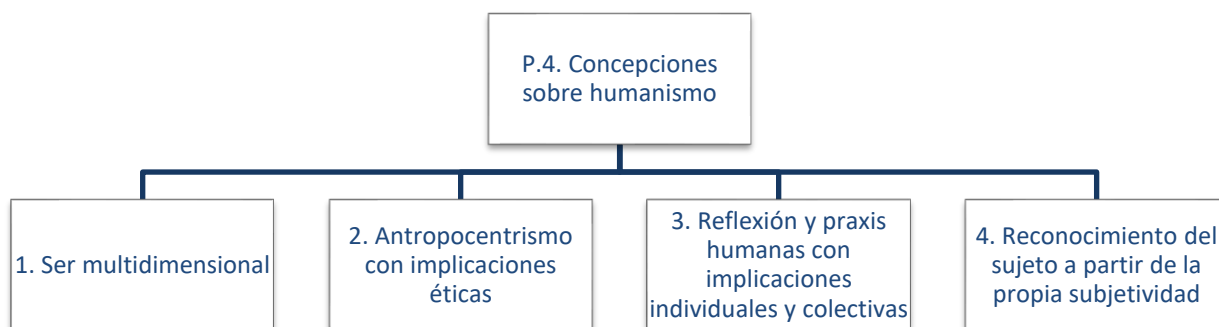 P.4. Concepciones
sobre humanismo
1. Ser multidimensional
2. Antropocentrismo
con implicaciones
éticas
3. Reflexión y praxis
humanas con
implicaciones
individuales y colectivas
4. Reconocimiento del
sujeto a partir de la
propia subjetividad